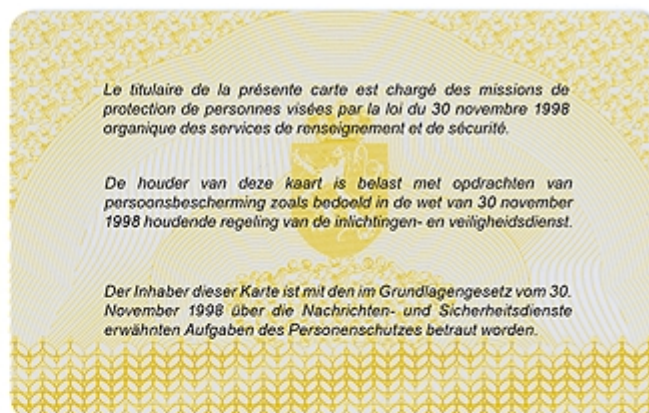 Le titulaire de la présente carte est chargé des missions de
protection de personnes visées par la loi du 30 novembre 1998
organique des services de renseignement et de sécurité.
De houder van deze kaart is belast met opdrachten van
persoonsbescherming zoals bedoeld in de wet van 30 november
1998 houdende regeling van de inlichtingen- en veiligheidsdienst.
Der Inhaber dieser Karte ist mit den im Grundlagengesetz vom 30.
November 1998 über die Nachrichten- und Sicherheitsdienste
erwähnten Aufgaben des Personenschutzes betraut worden.